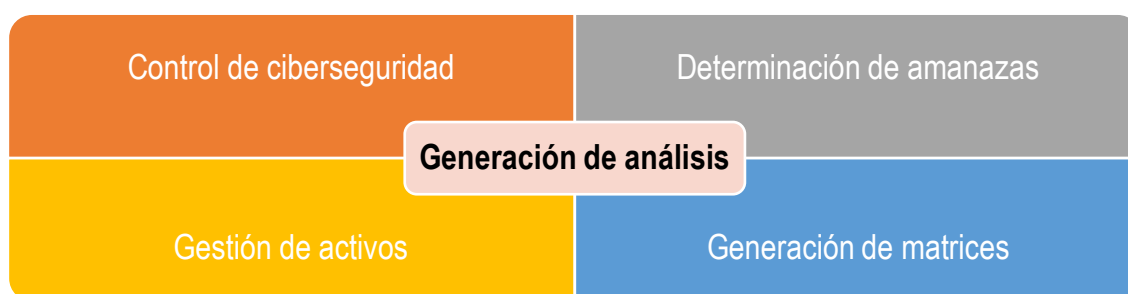 Control de ciberseguridad
Determinación de amanazas
Generación de análisis
Gestión de activos
Generación de matrices